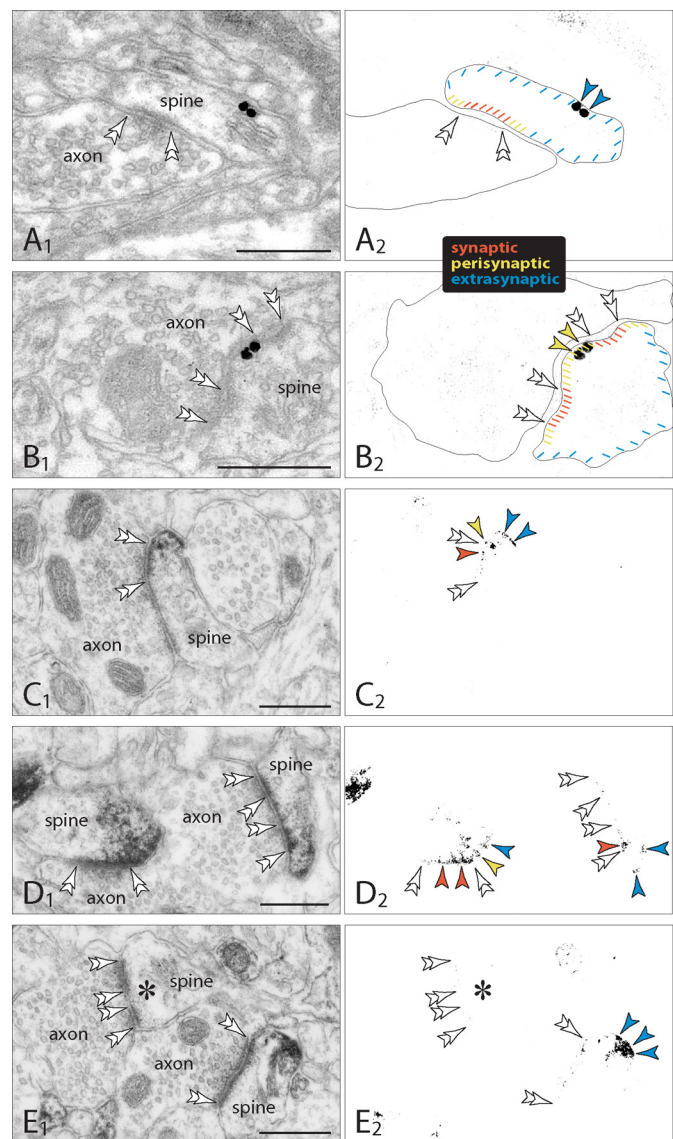 spine
axon
A1
A2
synaptic
perisynaptic
extrasynaptic
axon
spine
B1
B2
axon
spine
C1
C2
spine
spine
axon
axon
D1
D2
spine
*
*
axon
axon
spine
E1
E2